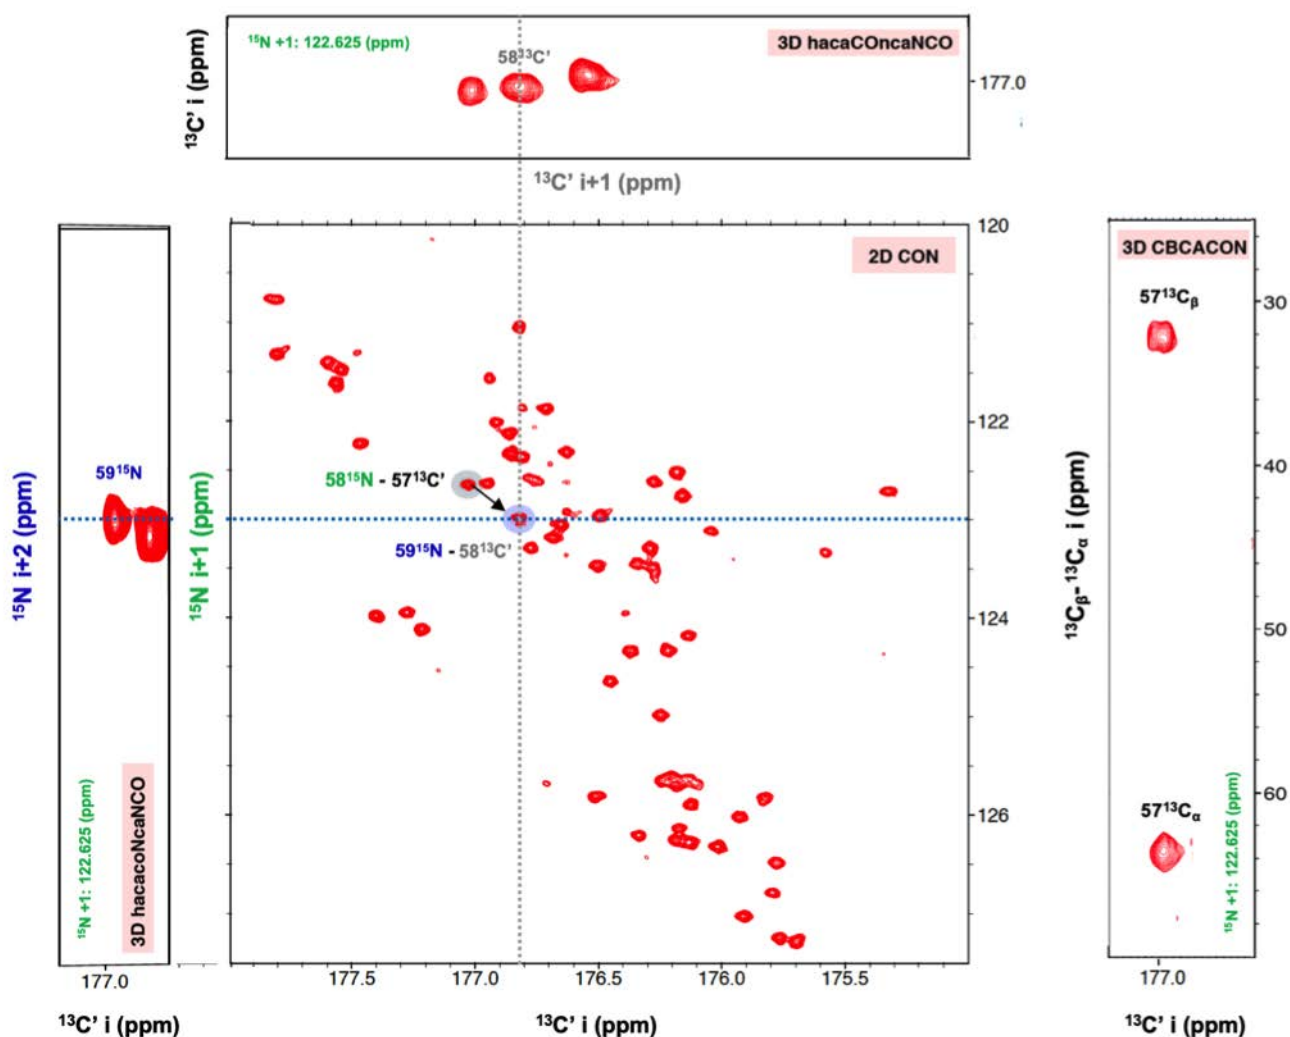 ¹³C' i (ppm)
¹⁵N +1: 122.625 (ppm)
3D hacaCOncaNCO
58¹³C'
177.0
¹³C' i+1 (ppm)
120
2D CON
3D CBCACON
57¹³Cβ
30
¹⁵N i+2 (ppm)
59¹⁵N
¹⁵N i+1 (ppm)
122
58¹⁵N - 57¹³C'
40
59¹⁵N - 58¹³C'
¹³Cβ-¹³Cα i (ppm)
124
50
¹⁵N +1: 122.625 (ppm)
3D hacacoNcaNCO
126
57¹³Cα
60
¹⁵N +1: 122.625 (ppm)
177.0
177.5
177.0
176.5
176.0
175.5
177.0
¹³C' i (ppm)
¹³C' i (ppm)
¹³C' i (ppm)